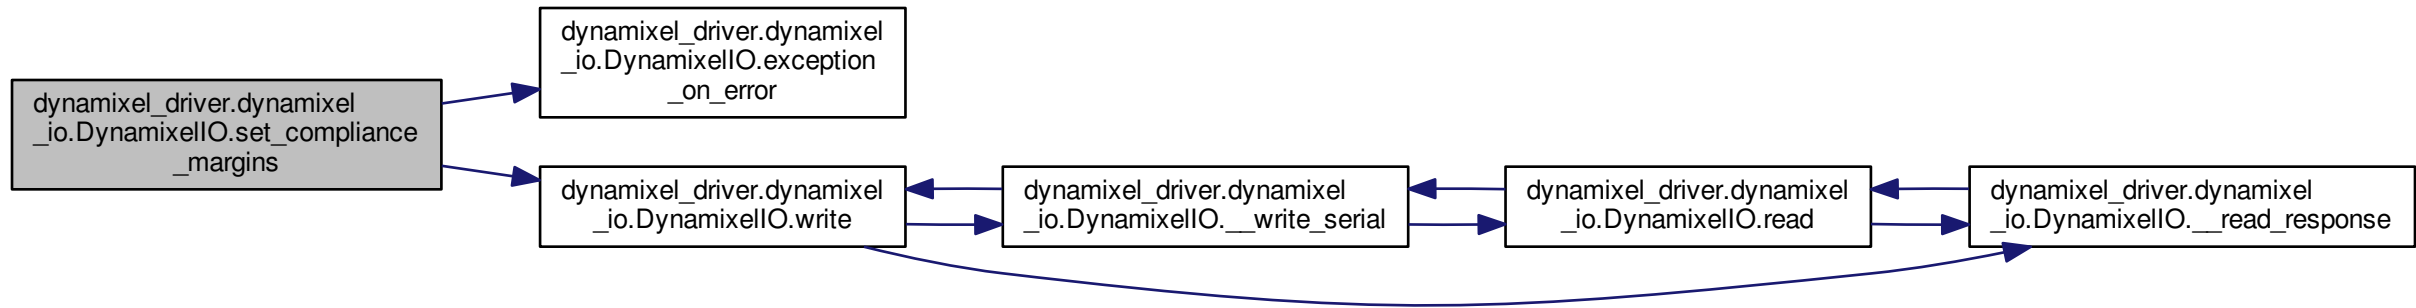 dynamixel_driver.dynamixel
_io.DynamixelIO.set_compliance
_margins
dynamixel_driver.dynamixel
_io.DynamixelIO.exception
_on_error
dynamixel_driver.dynamixel
_io.DynamixelIO.write
dynamixel_driver.dynamixel
_io.DynamixelIO.__write_serial
dynamixel_driver.dynamixel
_io.DynamixelIO.read
dynamixel_driver.dynamixel
_io.DynamixelIO.__read_response